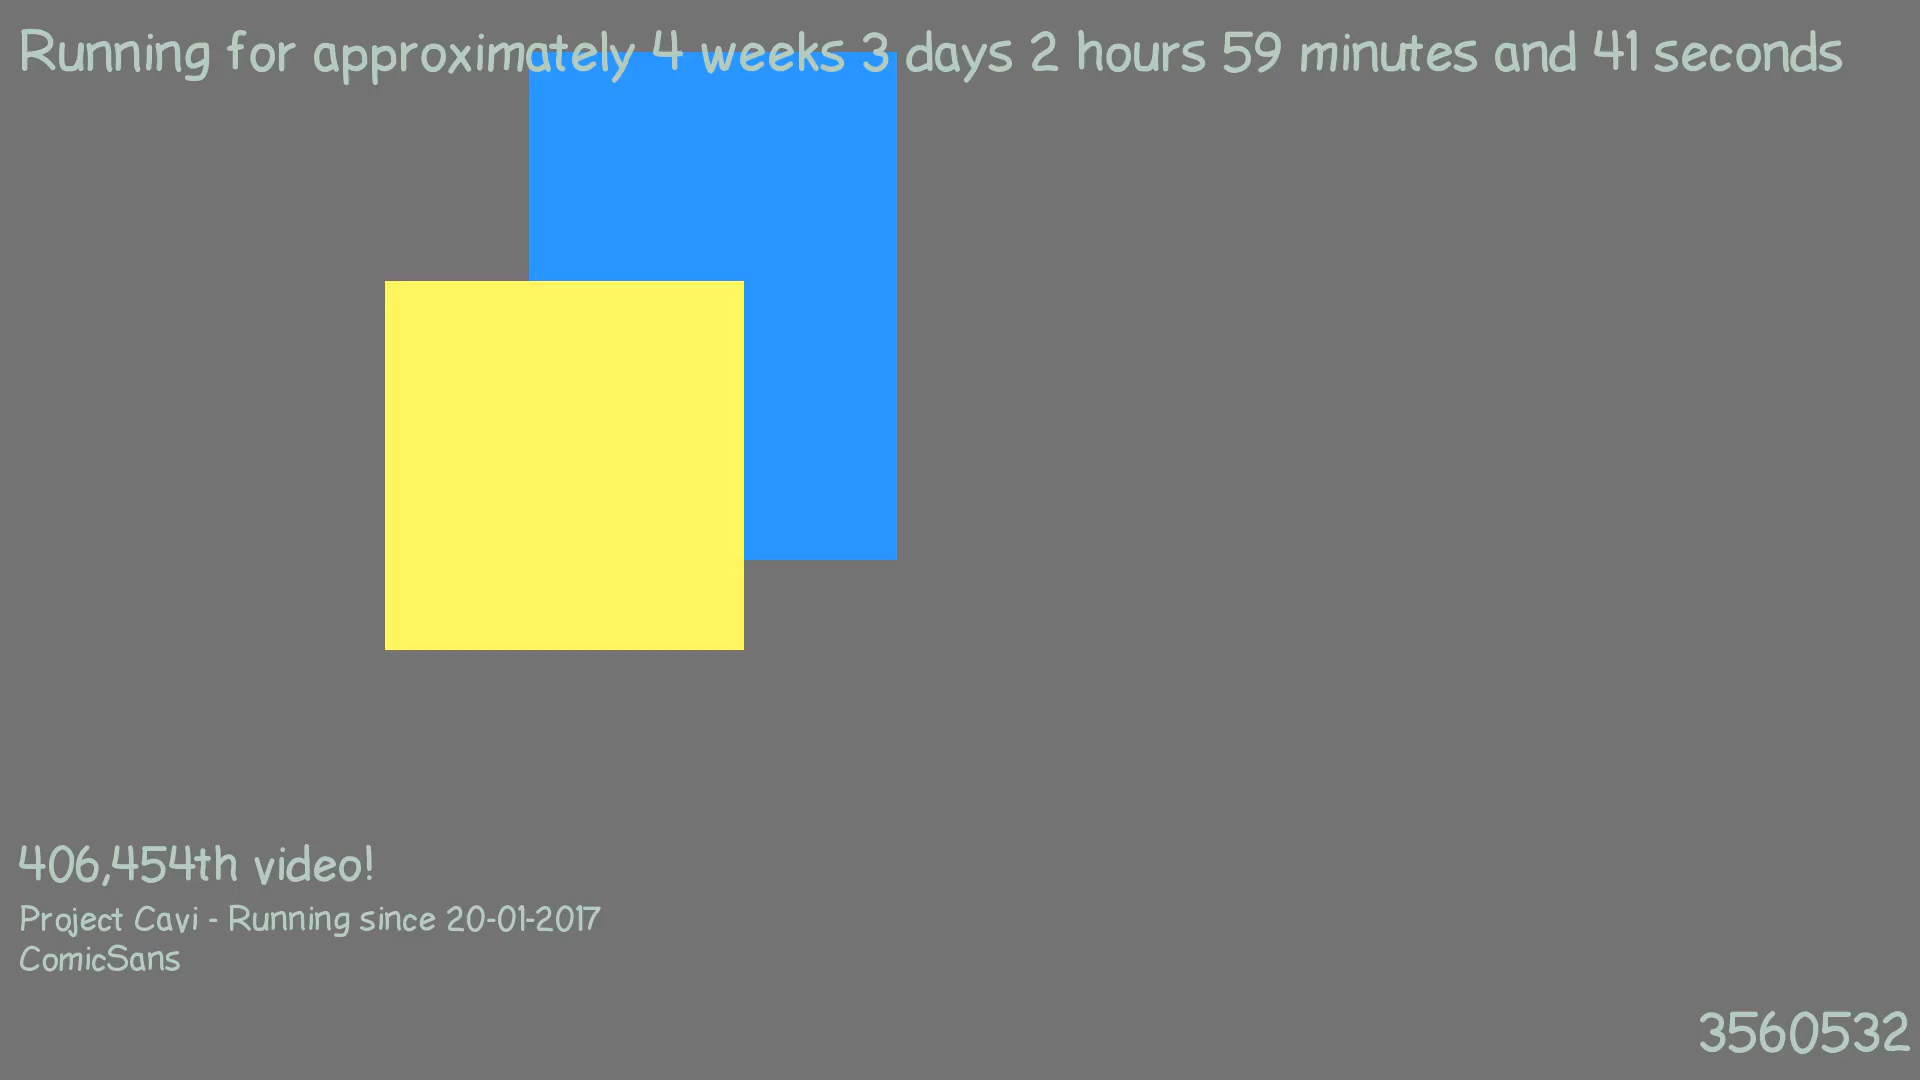 Running for approximately 4 weeks 3 days 2 hours 59 minutes and 41 seconds
406,454th video!
Project Cavi - Running since 20-01-2017
ComicSans
3560532